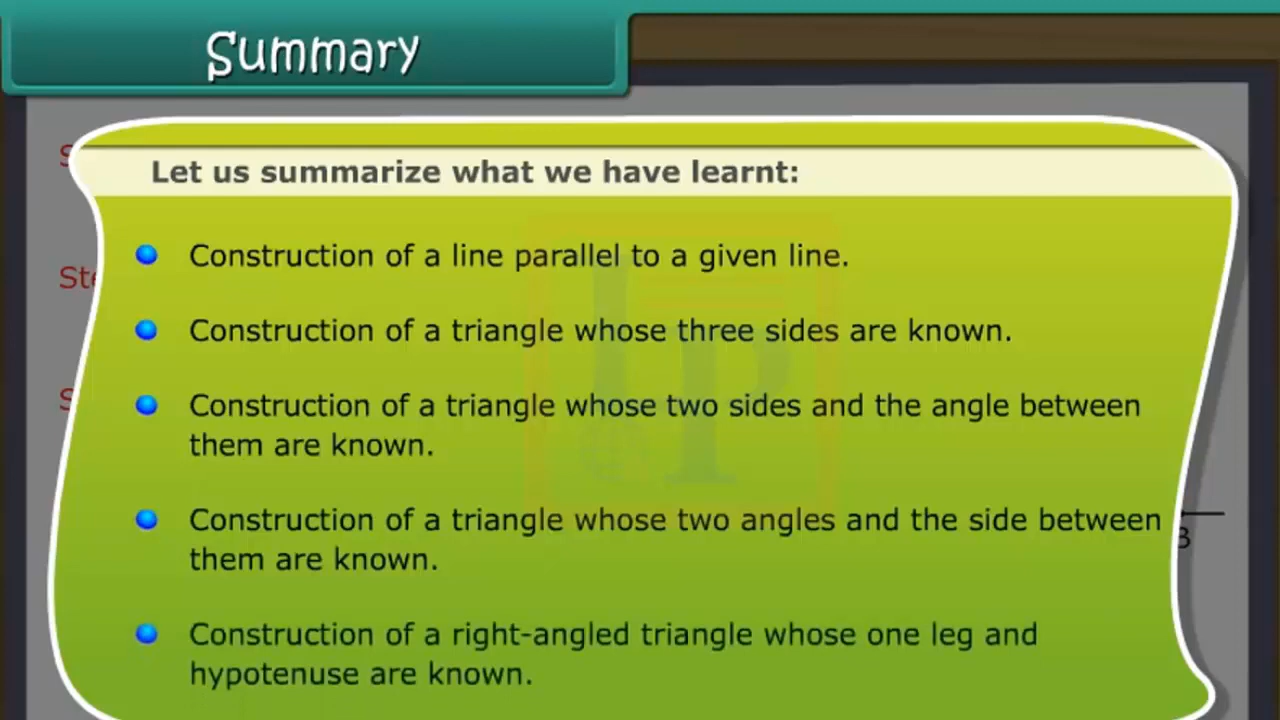 Summary
Let us summarize what we have learnt:
Construction of a line parallel to a given line.
Construction of a triangle whose three sides are known.
Construction of a triangle whose two sides and the angle between
them are known.
Construction of a triangle whose two angles and the side between
them are known.
Construction of a right-angled triangle whose one leg and
hypotenuse are known.